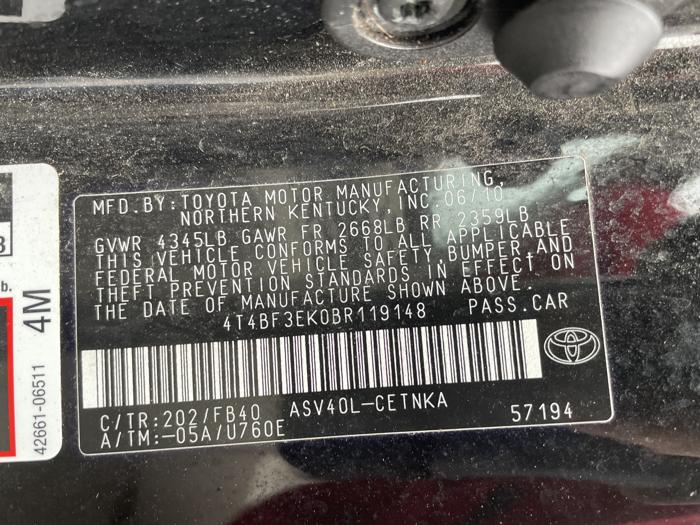 MFD. BY: TOYOTA MOTOR MANUFACTURING,
NORTHERN KENTUCKY, INC. 06/10
GVWR 4345LB GAWR FR 2668LB RR 2359LB
THIS VEHICLE CONFORMS TO ALL APPLICABLE
FEDERAL MOTOR VEHICLE SAFETY, BUMPER AND
THEFT PREVENTION STANDARDS IN EFFECT ON
THE DATE OF MANUFACTURE SHOWN ABOVE.
4T4BF3EK0BR119148 PASS.CAR
C/TR:202/FB40 ASV40L-CETNKA
A/TM:-05A/U760E 57194
4M
42661-06511